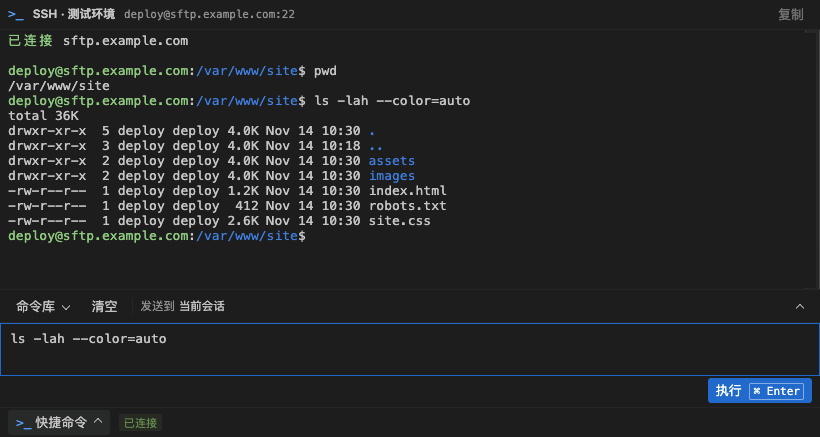 >_ SSH · 测试环境 deploy@sftp.example.com:22 复制
已连接 sftp.example.com
deploy@sftp.example.com:/var/www/site$ pwd
/var/www/site
deploy@sftp.example.com:/var/www/site$ ls -lah --color=auto
total 36K
drwxr-xr-x  5 deploy deploy 4.0K Nov 14 10:30 .
drwxr-xr-x  3 deploy deploy 4.0K Nov 14 10:18 ..
drwxr-xr-x  2 deploy deploy 4.0K Nov 14 10:30 assets
drwxr-xr-x  2 deploy deploy 4.0K Nov 14 10:30 images
-rw-r--r--  1 deploy deploy 1.2K Nov 14 10:30 index.html
-rw-r--r--  1 deploy deploy  412 Nov 14 10:30 robots.txt
-rw-r--r--  1 deploy deploy 2.6K Nov 14 10:30 site.css
deploy@sftp.example.com:/var/www/site$
命令库 清空 发送到 当前会话
ls -lah --color=auto
执行 ⌘ Enter
>_ 快捷命令 已连接